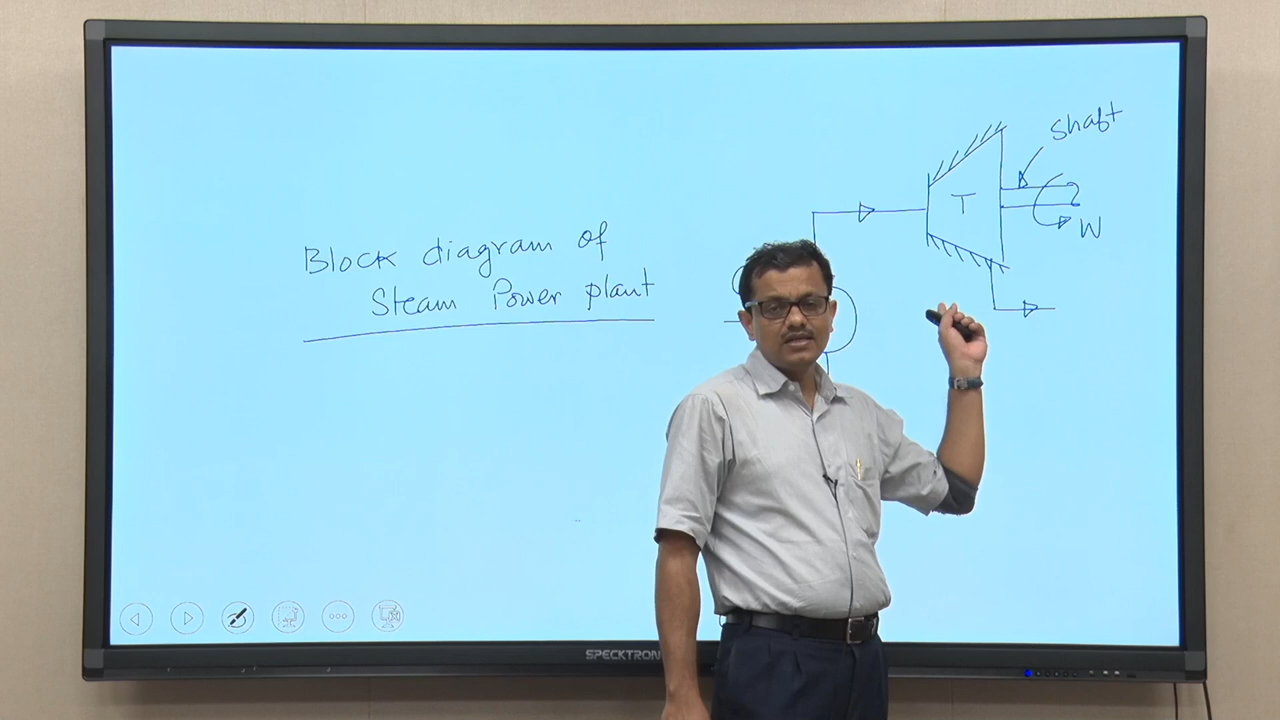 Block diagram of
Steam Power plant
shaft
T
W
SPECKTRON